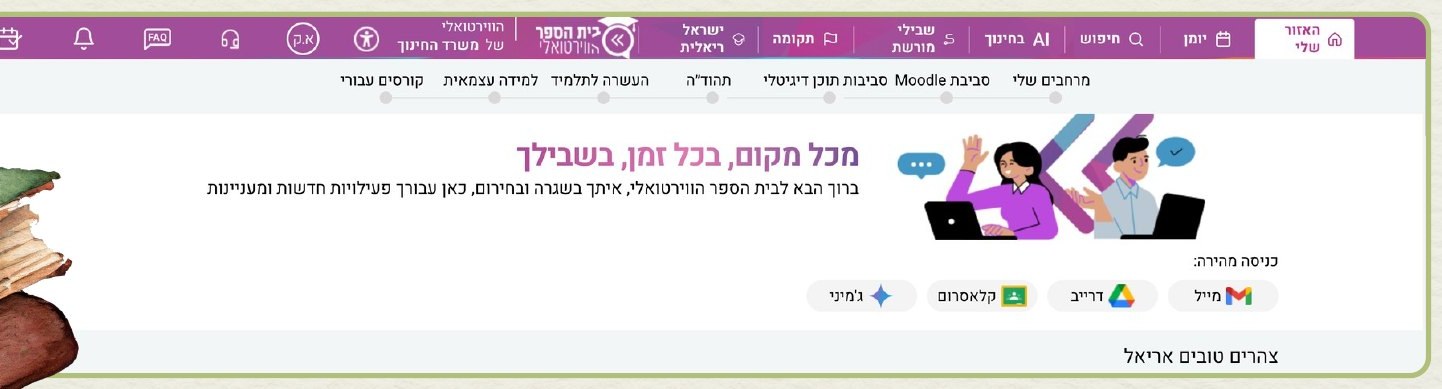 האזור
שלי
יומן
חיפוש
AI בחינוך
שבילי
מורשת
תקומה
ישראל
ריאלית
בית הספר
הווירטואלי
הווירטואלי
של משרד החינוך
א.ק
FAQ
מרחבים שלי
סביבת Moodle
סביבות תוכן דיגיטלי
תהוד"ה
העשרה לתלמיד
למידה עצמאית
קורסים עבורי
מכל מקום, בכל זמן, בשבילך
ברוך הבא לבית הספר הווירטואלי, איתך בשגרה ובחירום, כאן עבורך פעילויות חדשות ומעניינות
כניסה מהירה:
מייל
דרייב
קלאסרום
ג'מיני
צהרים טובים אריאל